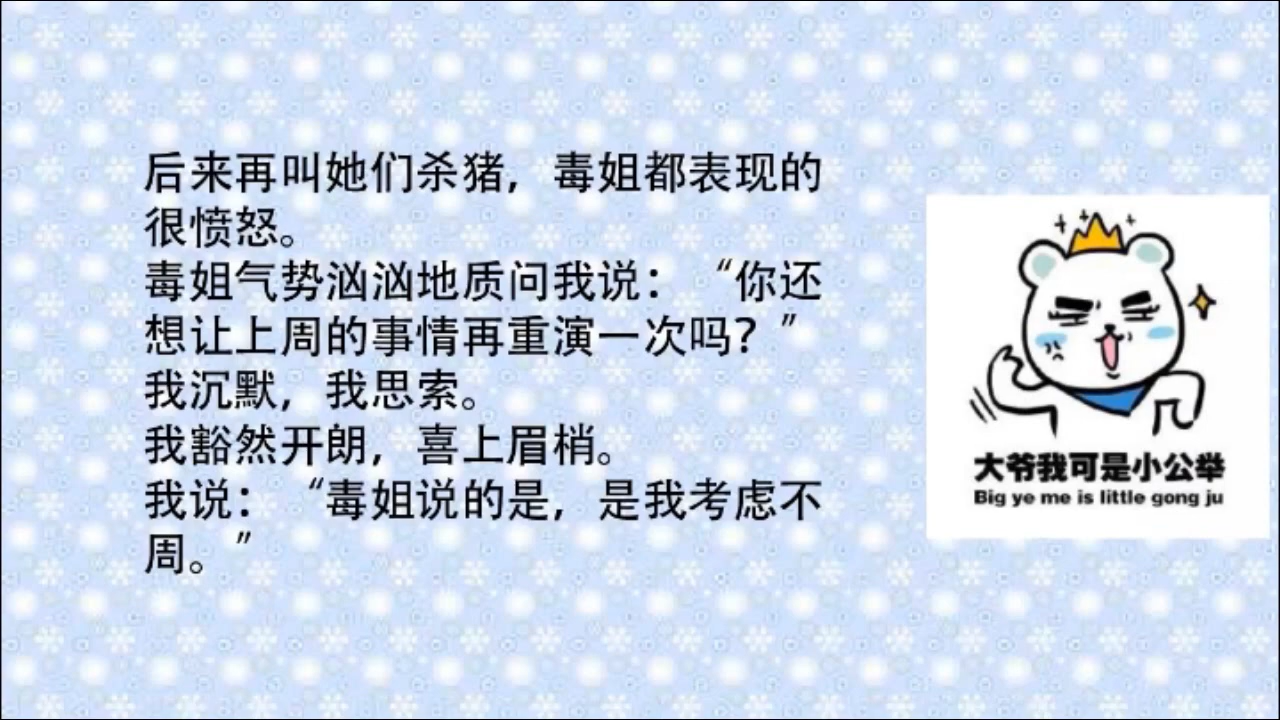 后来再叫她们杀猪，毒姐都表现的
很愤怒。
毒姐气势汹汹地质问我说：“你还
想让上周的事情再重演一次吗？”
我沉默，我思索。
我豁然开朗，喜上眉梢。
我说：“毒姐说的是，是我考虑不
周。”
大爷我可是小公举
Big ye me is little gong ju